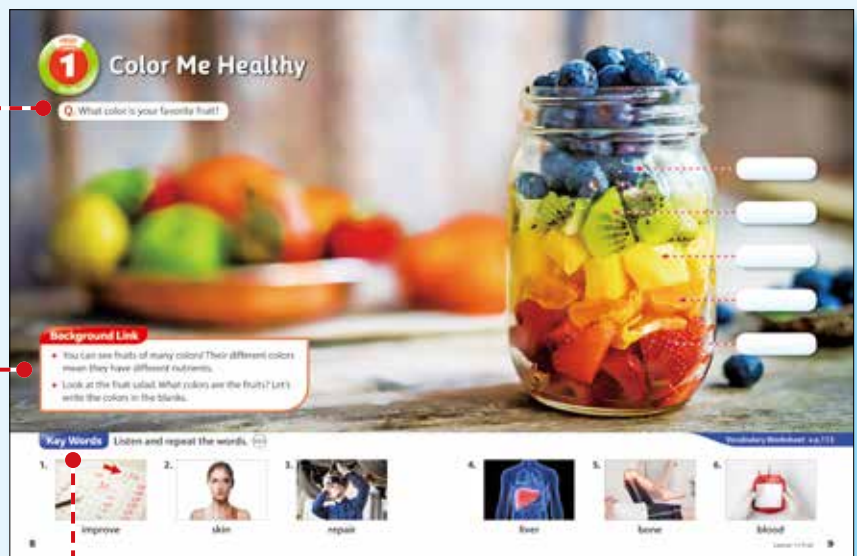 1
Color Me Healthy
Q. What color is your favorite fruit?
Background Link
• You can see fruits of many colors! Their different colors
mean they have different nutrients.
• Look at the fruit salad. What colors are the fruits? Let's
write the colors in the blanks.
Key Words Listen and repeat the words.
Vocabulary Worksheet
1.
improve
2.
skin
3.
repair
4.
liver
5.
bone
6.
blood
8
9